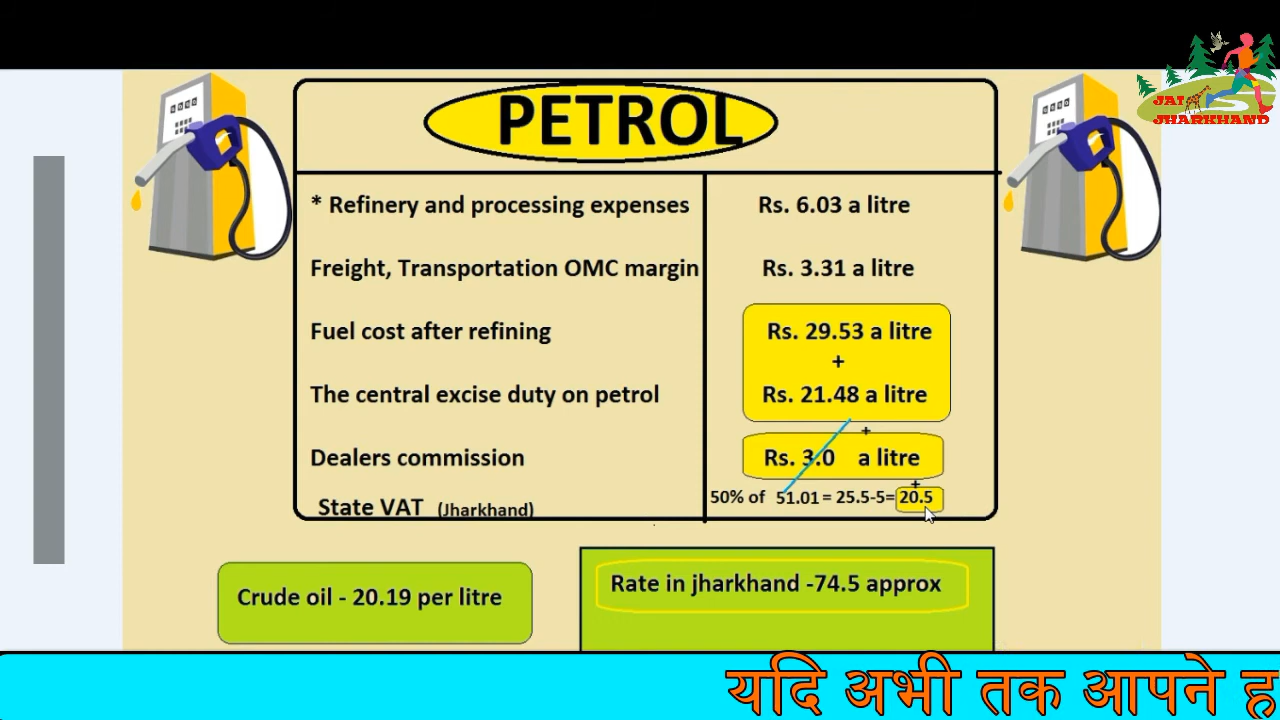 JAI
JHARKHAND
PETROL
* Refinery and processing expenses Rs. 6.03 a litre
Freight, Transportation OMC margin Rs. 3.31 a litre
Fuel cost after refining Rs. 29.53 a litre
+
The central excise duty on petrol Rs. 21.48 a litre
+
Dealers commission Rs. 3.0 a litre
+
State VAT (Jharkhand) 50% of 51.01 = 25.5-5= 20.5
Crude oil - 20.19 per litre
Rate in jharkhand -74.5 approx
यदि अभी तक आपने ह